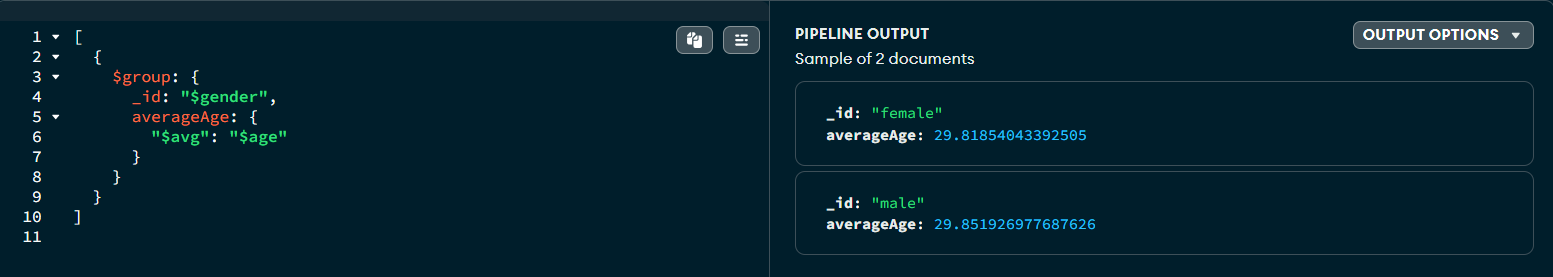 1 [
2 {
3 $group: {
4 _id: "$gender",
5 averageAge: {
6 "$avg": "$age"
7 }
8 }
9 }
10 ]
11
PIPELINE OUTPUT
OUTPUT OPTIONS
Sample of 2 documents
_id: "female"
averageAge: 29.81854043392505
_id: "male"
averageAge: 29.851926977687626